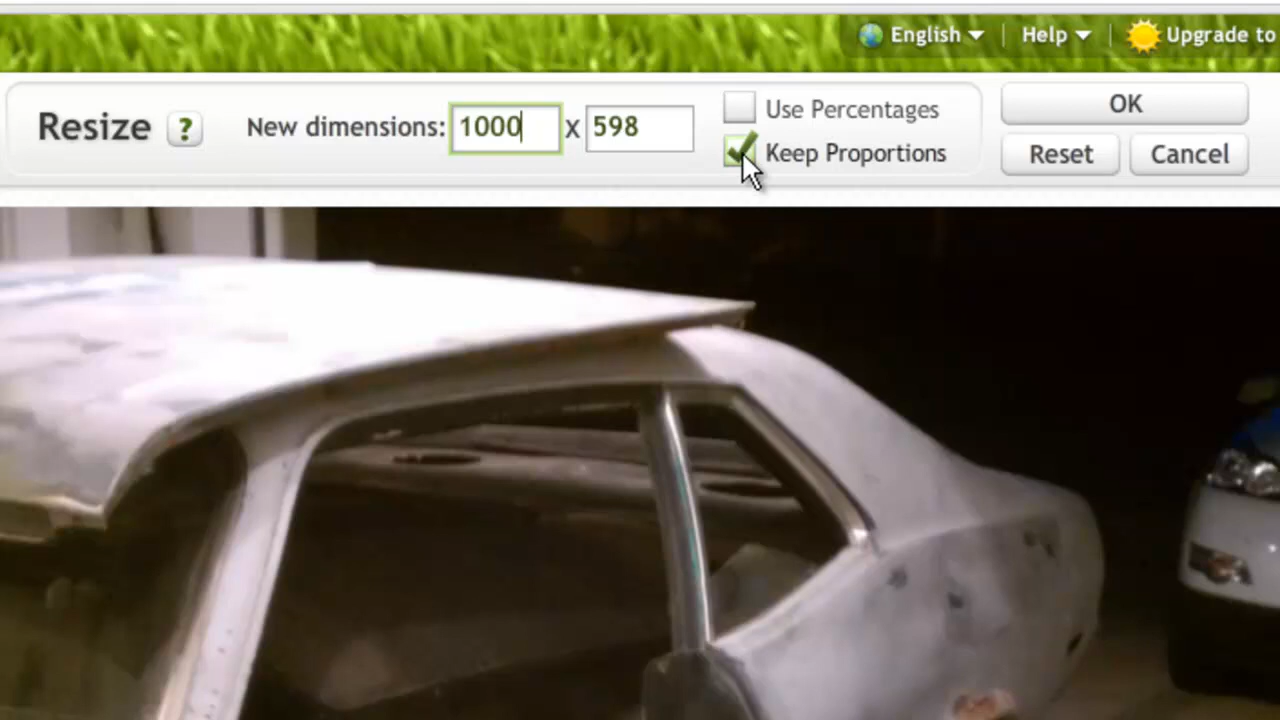 English Help Upgrade to
Resize ? New dimensions: 1000 x 598
Use Percentages
Keep Proportions
OK
Reset Cancel